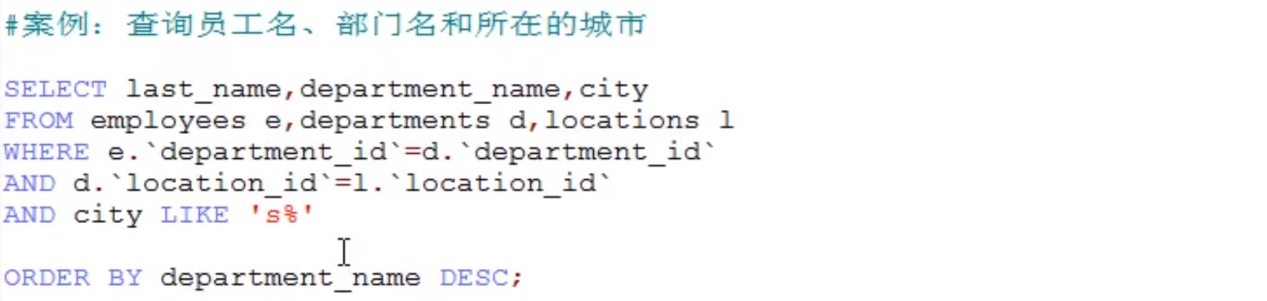 #案例：查询员工名、部门名和所在的城市
SELECT last_name,department_name,city
FROM employees e,departments d,locations l
WHERE e.`department_id`=d.`department_id`
AND d.`location_id`=l.`location_id`
AND city LIKE 's%'
ORDER BY department_name DESC;